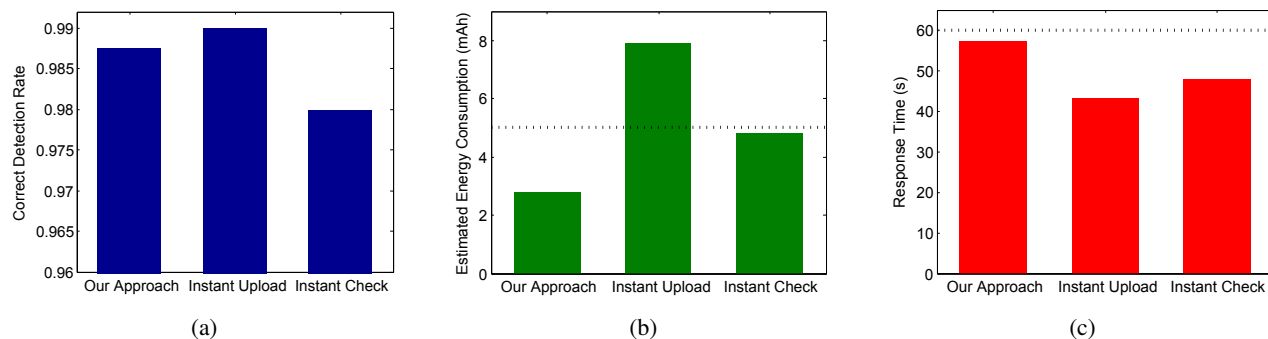 Correct Detection Rate
0.99
0.985
0.98
0.975
0.97
0.965
0.96
Our Approach Instant Upload Instant Check
(a)
Estimated Energy Consumption (mAh)
8
6
4
2
0
Our Approach Instant Upload Instant Check
(b)
Response Time (s)
60
50
40
30
20
10
0
Our Approach Instant Upload Instant Check
(c)